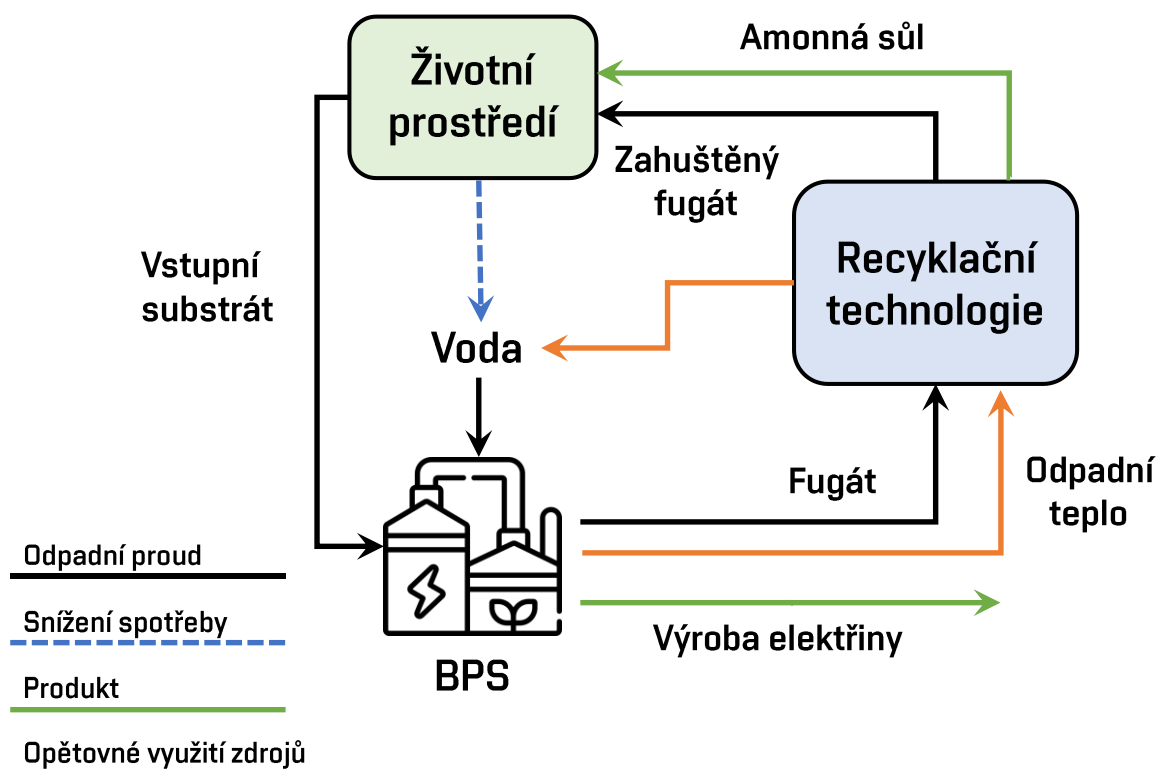 Amonná sůl
Životní
prostředí
Zahuštěný
fugát
Recyklační
technologie
Vstupní
substrát
Voda
Fugát
Odpadní
teplo
Odpadní proud
Snížení spotřeby
Výroba elektřiny
BPS
Produkt
Opětovné využití zdrojů